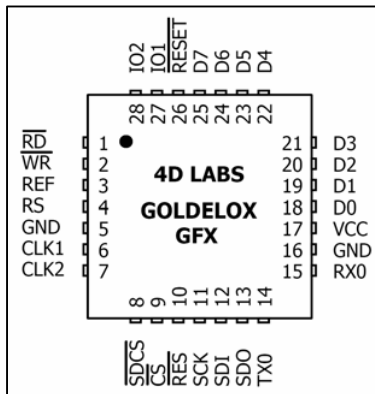 IO2
IO1
RESET
D7
D6
D5
D4
28
27
26
25
24
23
22
RD 1
WR 2
REF 3
RS 4
GND 5
CLK1 6
CLK2 7
4D LABS
GOLDELOX
GFX
21 D3
20 D2
19 D1
18 D0
17 VCC
16 GND
15 RX0
8
9
10
11
12
13
14
SDCS
CS
RES
SCK
SDI
SDO
TX0